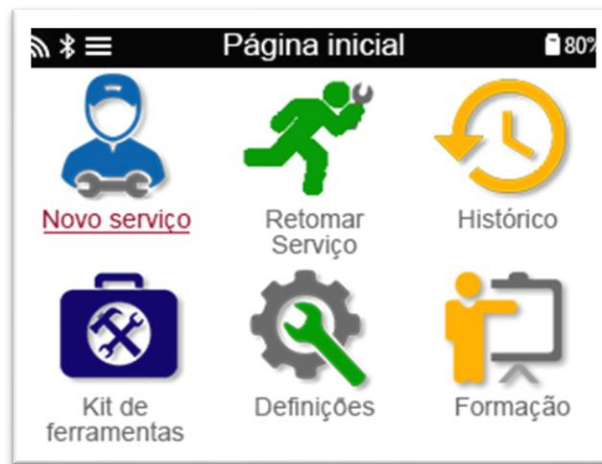 Página inicial
80%
Novo serviço
Retomar
Serviço
Histórico
Kit de
ferramentas
Definições
Formação